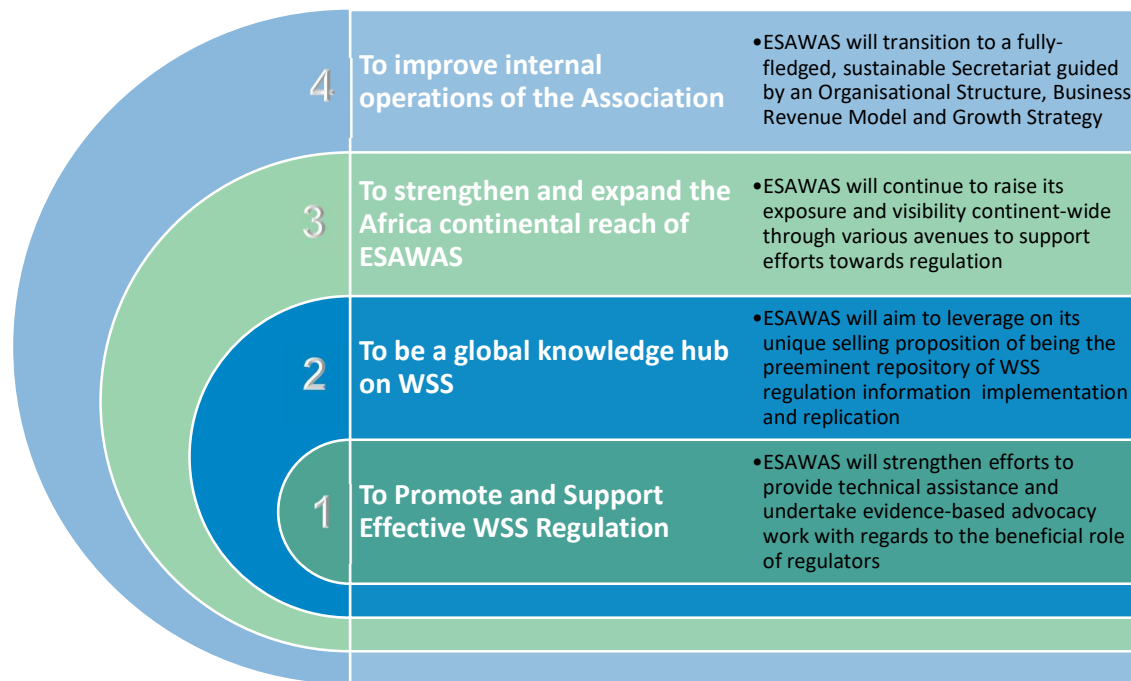 4
To improve internal
operations of the Association
•ESAWAS will transition to a fully-
fledged, sustainable Secretariat guided
by an Organisational Structure, Business
Revenue Model and Growth Strategy
3
To strengthen and expand the
Africa continental reach of
ESAWAS
•ESAWAS will continue to raise its
exposure and visibility continent-wide
through various avenues to support
efforts towards regulation
2
To be a global knowledge hub
on WSS
•ESAWAS will aim to leverage on its
unique selling proposition of being the
preeminent repository of WSS
regulation information implementation
and replication
1
To Promote and Support
Effective WSS Regulation
•ESAWAS will strengthen efforts to
provide technical assistance and
undertake evidence-based advocacy
work with regards to the beneficial role
of regulators